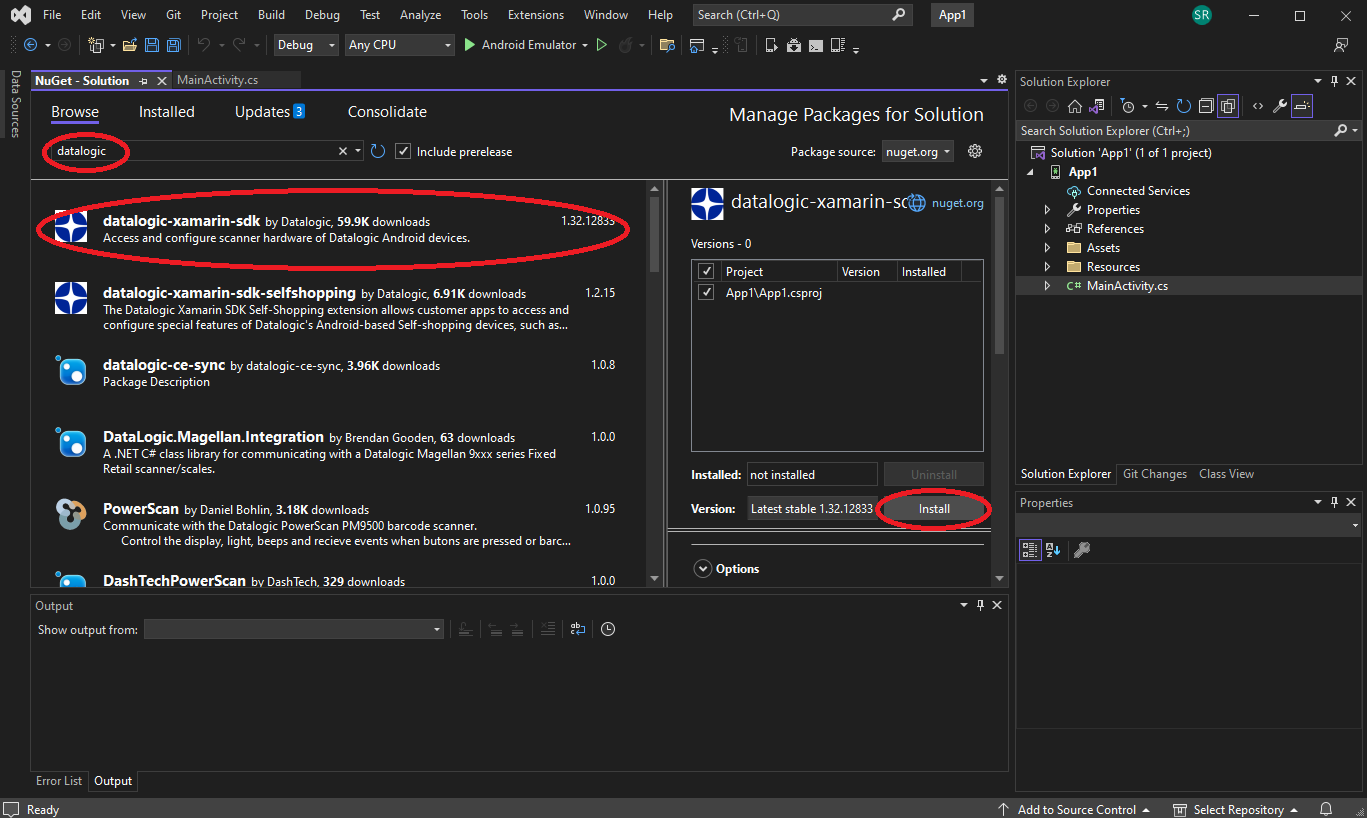 File Edit View Git Project Build Debug Test Analyze Tools Extensions Window Help Search (Ctrl+Q) App1 SR
Debug Any CPU Android Emulator
Data Sources
NuGet - Solution MainActivity.cs
Browse Installed Updates 3 Consolidate
Manage Packages for Solution
datalogic Include prerelease Package source: nuget.org
datalogic-xamarin-sdk by Datalogic, 59.9K downloads 1.32.12833
Access and configure scanner hardware of Datalogic Android devices.
datalogic-xamarin-sdk-selfshopping by Datalogic, 6.91K downloads 1.2.15
The Datalogic Xamarin SDK Self-Shopping extension allows customer apps to access and
configure special features of Datalogic's Android-based Self-shopping devices, such as...
datalogic-ce-sync by datalogic-ce-sync, 3.96K downloads 1.0.8
Package Description
DataLogic.Magellan.Integration by Brendan Gooden, 63 downloads 1.0.0
A .NET C# class library for communicating with a Datalogic Magellan 9xxx series Fixed
Retail scanner/scales.
PowerScan by Daniel Bohlin, 3.18K downloads 1.0.95
Communicate with the Datalogic PowerScan PM9500 barcode scanner.
Control the display, light, beeps and recieve events when butons are pressed or barc...
DashTechPowerScan by DashTech, 329 downloads 1.0.0
datalogic-xamarin-sc nuget.org
Versions - 0
Project Version Installed
App1\App1.csproj
Installed: not installed Uninstall
Version: Latest stable 1.32.12833 Install
Options
Solution Explorer
Search Solution Explorer (Ctrl+;)
Solution 'App1' (1 of 1 project)
App1
Connected Services
Properties
References
Assets
Resources
C# MainActivity.cs
Solution Explorer Git Changes Class View
Properties
Output
Show output from:
Error List Output
Ready Add to Source Control Select Repository